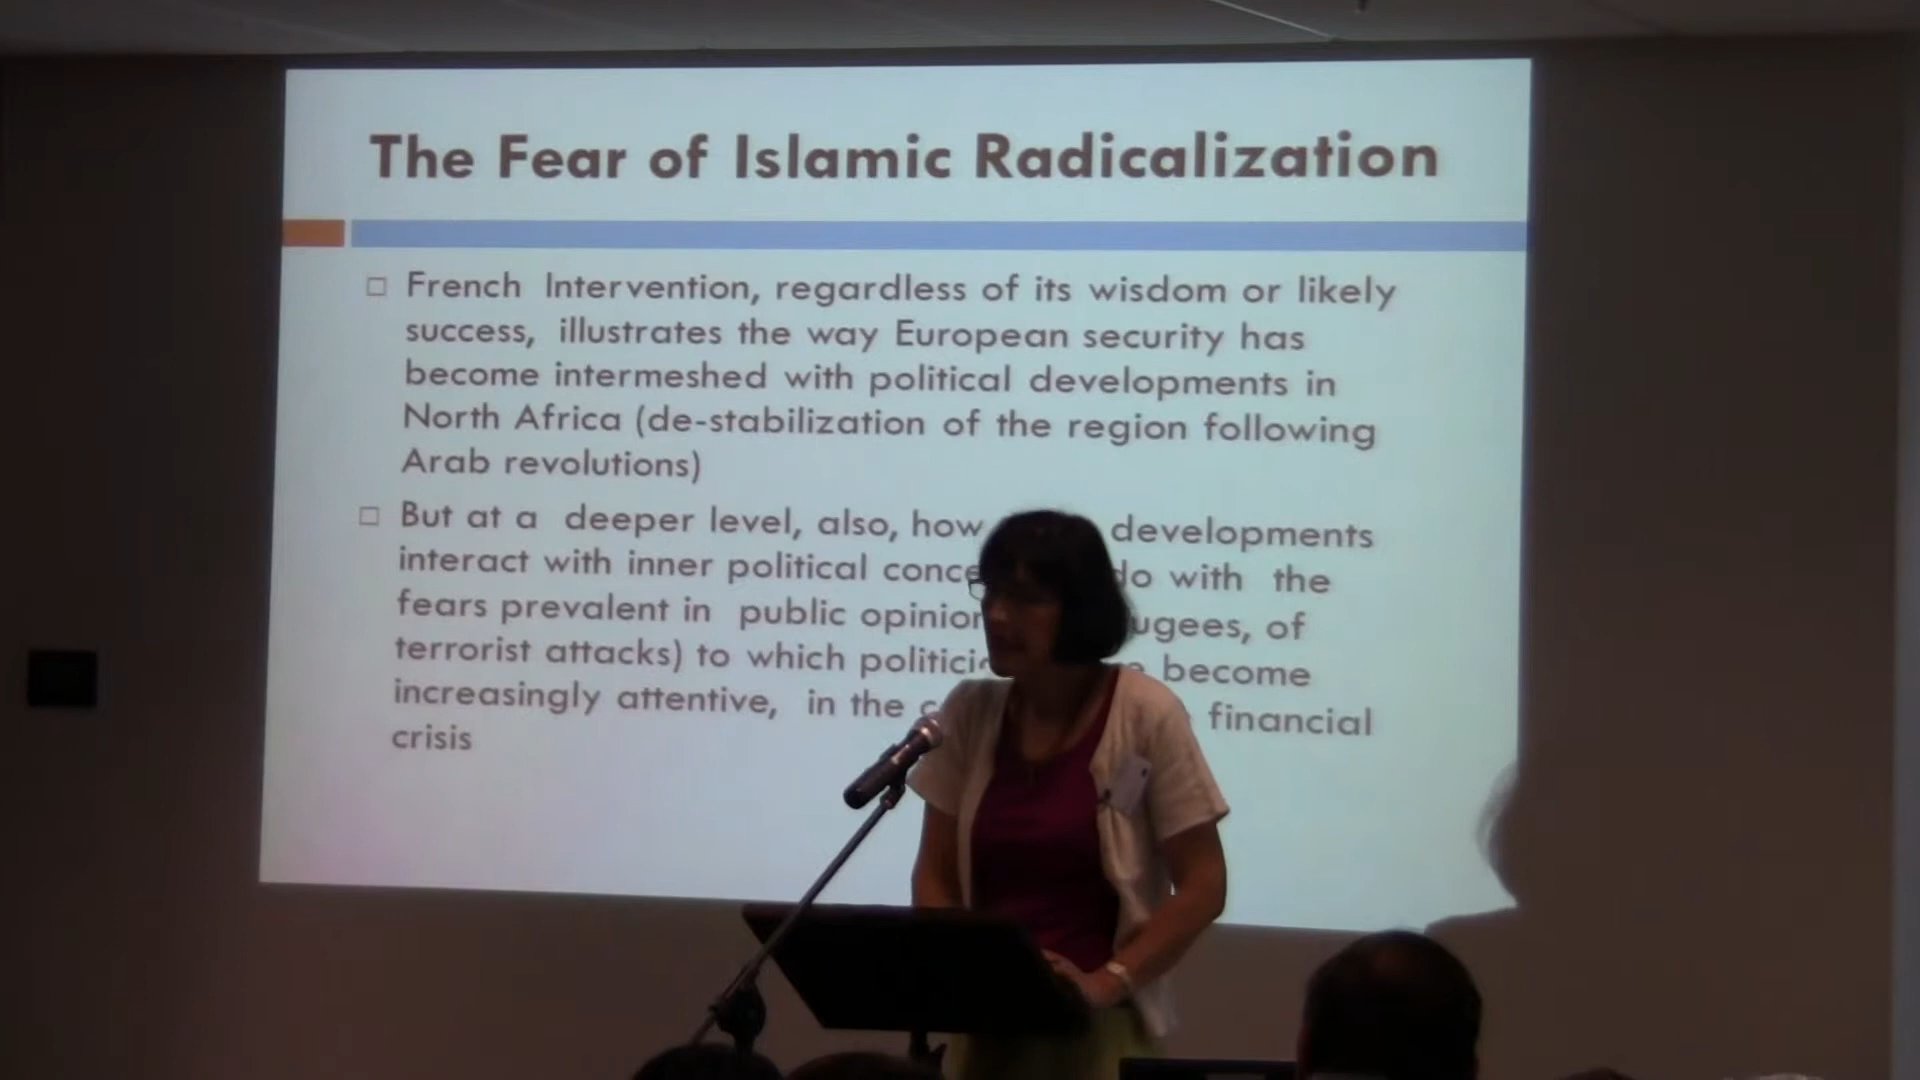 The Fear of Islamic Radicalization
French Intervention, regardless of its wisdom or likely
success, illustrates the way European security has
become intermeshed with political developments in
North Africa (de-stabilization of the region following
Arab revolutions)
But at a deeper level, also, how developments
interact with inner political do with the
fears prevalent in public opinion of
terrorist attacks) to which become
increasingly attentive, in the financial
crisis